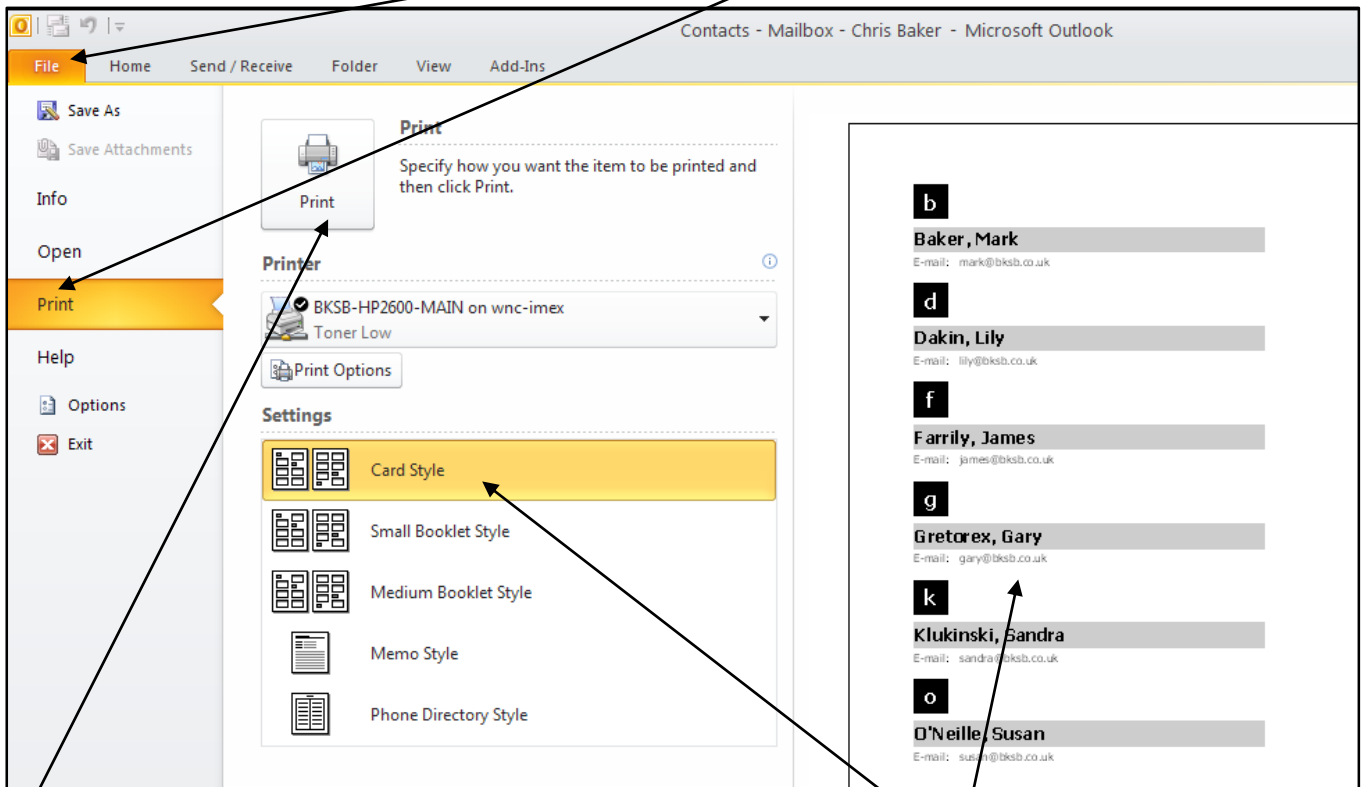 Contacts - Mailbox - Chris Baker - Microsoft Outlook
File Home Send / Receive Folder View Add-Ins
Save As
Save Attachments
Info
Open
Print
Help
Options
Exit
Print
Print
Specify how you want the item to be printed and
then click Print.
Printer
BKSB-HP2600-MAIN on wnc-imex
Toner Low
Print Options
Settings
Card Style
Small Booklet Style
Medium Booklet Style
Memo Style
Phone Directory Style
b
Baker, Mark
E-mail: mark@bksb.co.uk
d
Dakin, Lily
E-mail: lily@bksb.co.uk
f
Farrily, James
E-mail: james@bksb.co.uk
g
Gretorex, Gary
E-mail: gary@bksb.co.uk
k
Klukinski, Sandra
E-mail: sandra@bksb.co.uk
o
O'Neille, Susan
E-mail: susan@bksb.co.uk